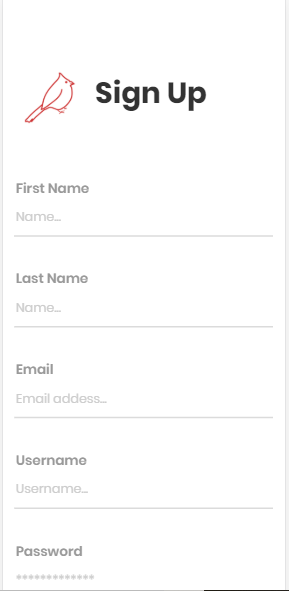 Sign Up
First Name
Name...
Last Name
Name...
Email
Email addess...
Username
Username...
Password
*************